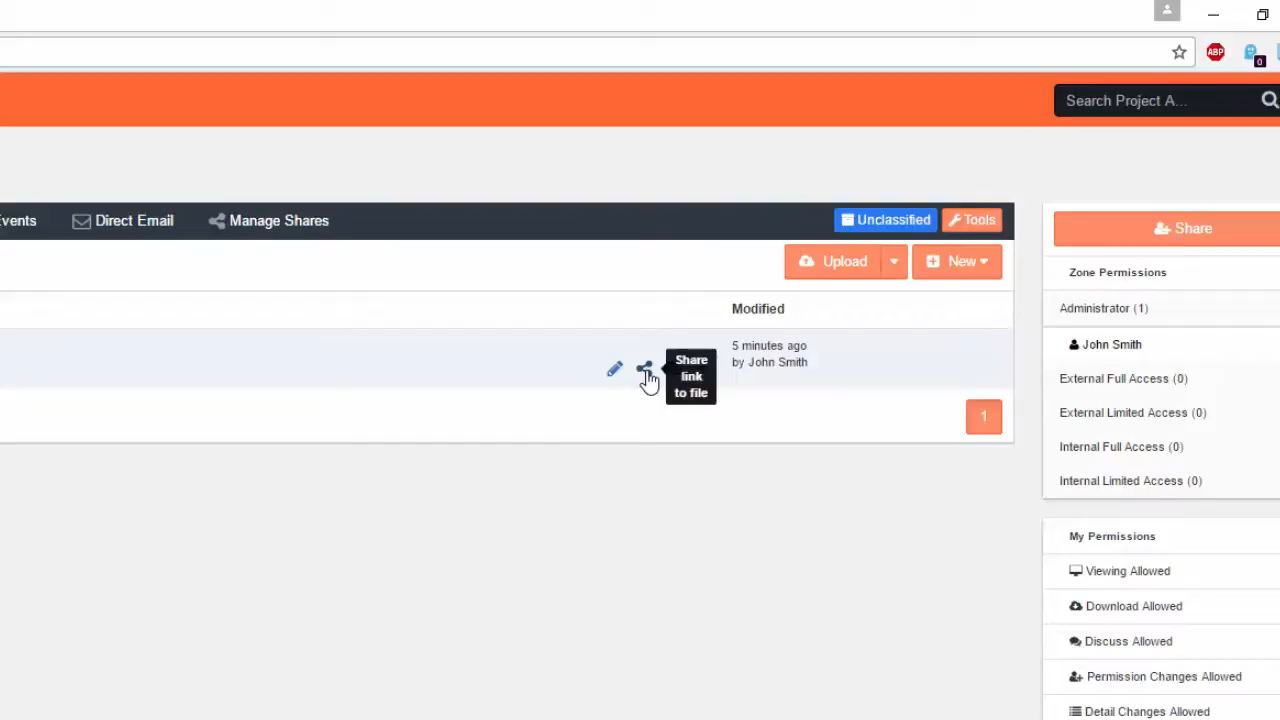 ABP
0
Search Project A...
Events
Direct Email
Manage Shares
Unclassified
Tools
Share
Upload
New
Zone Permissions
Modified
Administrator (1)
5 minutes ago
by John Smith
Share
link
to file
John Smith
External Full Access (0)
External Limited Access (0)
1
Internal Full Access (0)
Internal Limited Access (0)
My Permissions
Viewing Allowed
Download Allowed
Discuss Allowed
Permission Changes Allowed
Detail Changes Allowed